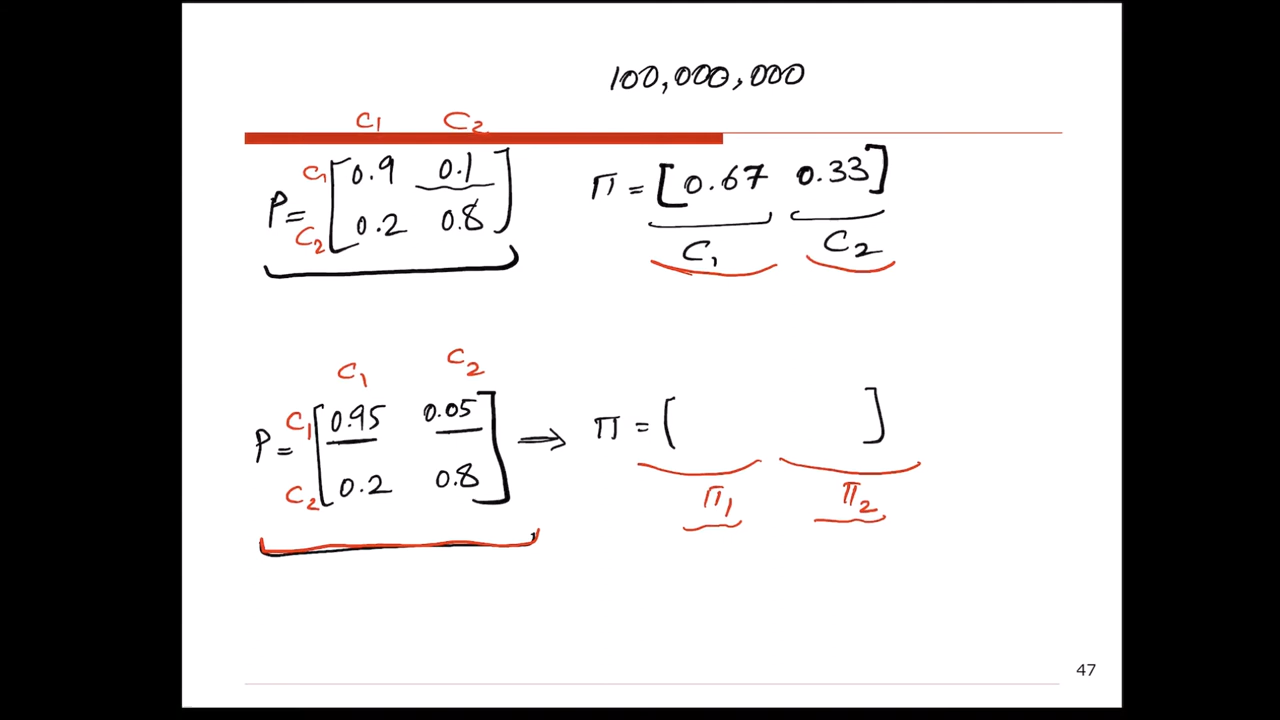 100,000,000
C1 C2
C1 [0.9 0.1]
P=
C2 [0.2 0.8]
π = [0.67 0.33]
C1 C2
C1 C2
C1 [0.95 0.05]
P=
C2 [0.2 0.8]
⇒ π = [ ]
π1 π2
47